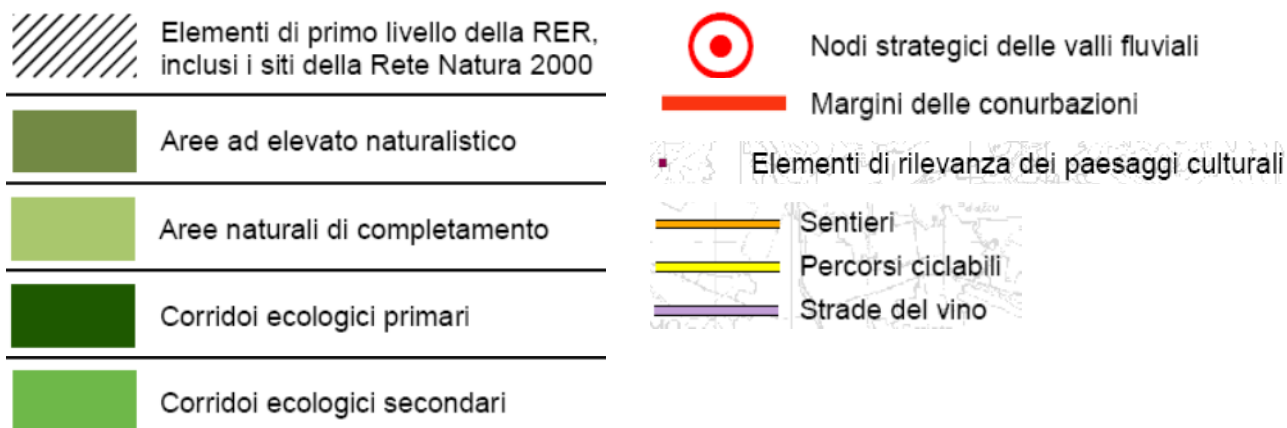 Elementi di primo livello della RER,
inclusi i siti della Rete Natura 2000
Aree ad elevato naturalistico
Aree naturali di completamento
Corridoi ecologici primari
Corridoi ecologici secondari
Nodi strategici delle valli fluviali
Margini delle conurbazioni
Elementi di rilevanza dei paesaggi culturali
Sentieri
Percorsi ciclabili
Strade del vino